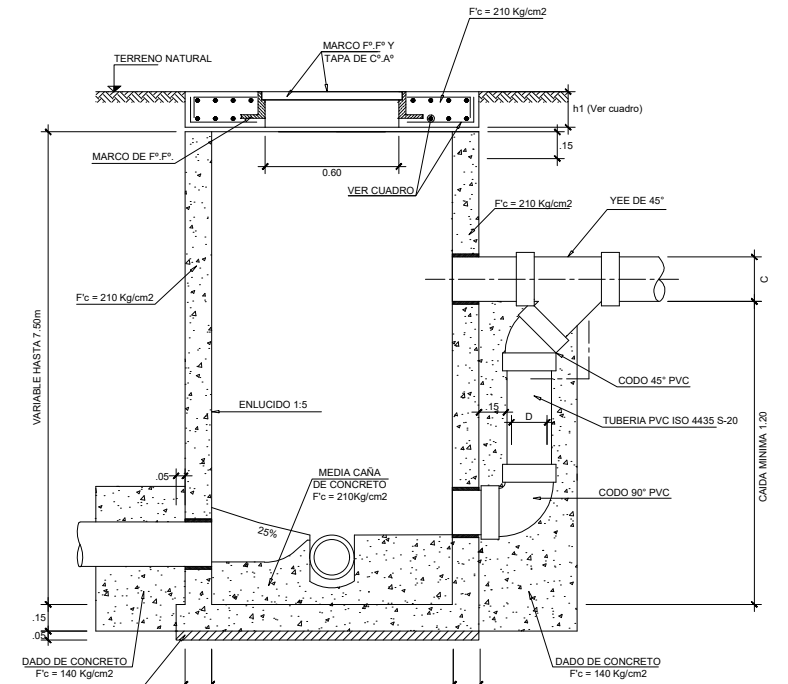 F'c = 210 Kg/cm2
MARCO Fº.Fº Y
TAPA DE Cº.Aº
TERRENO NATURAL
h1 (Ver cuadro)
.15
MARCO DE Fº.Fº.
0.60
VER CUADRO
F'c = 210 Kg/cm2
YEE DE 45°
F'c = 210 Kg/cm2
C
VARIABLE HASTA 7.50m
CODO 45° PVC
ENLUCIDO 1:5
.15
D
TUBERIA PVC ISO 4435 S-20
CAIDA MINIMA 1.20
.05
MEDIA CAÑA
DE CONCRETO
F'c = 210Kg/cm2
CODO 90° PVC
25%
.15
.05
DADO DE CONCRETO
F'c = 140 Kg/cm2
DADO DE CONCRETO
F'c = 140 Kg/cm2